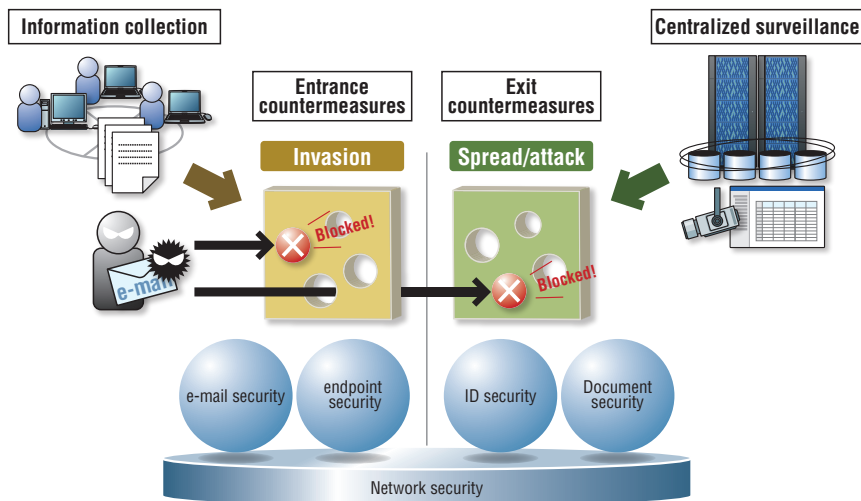 Information collection
Centralized surveillance
Entrance
countermeasures
Exit
countermeasures
Invasion
Spread/attack
Blocked!
e-mail
Blocked!
e-mail security
endpoint
security
ID security
Document
security
Network security